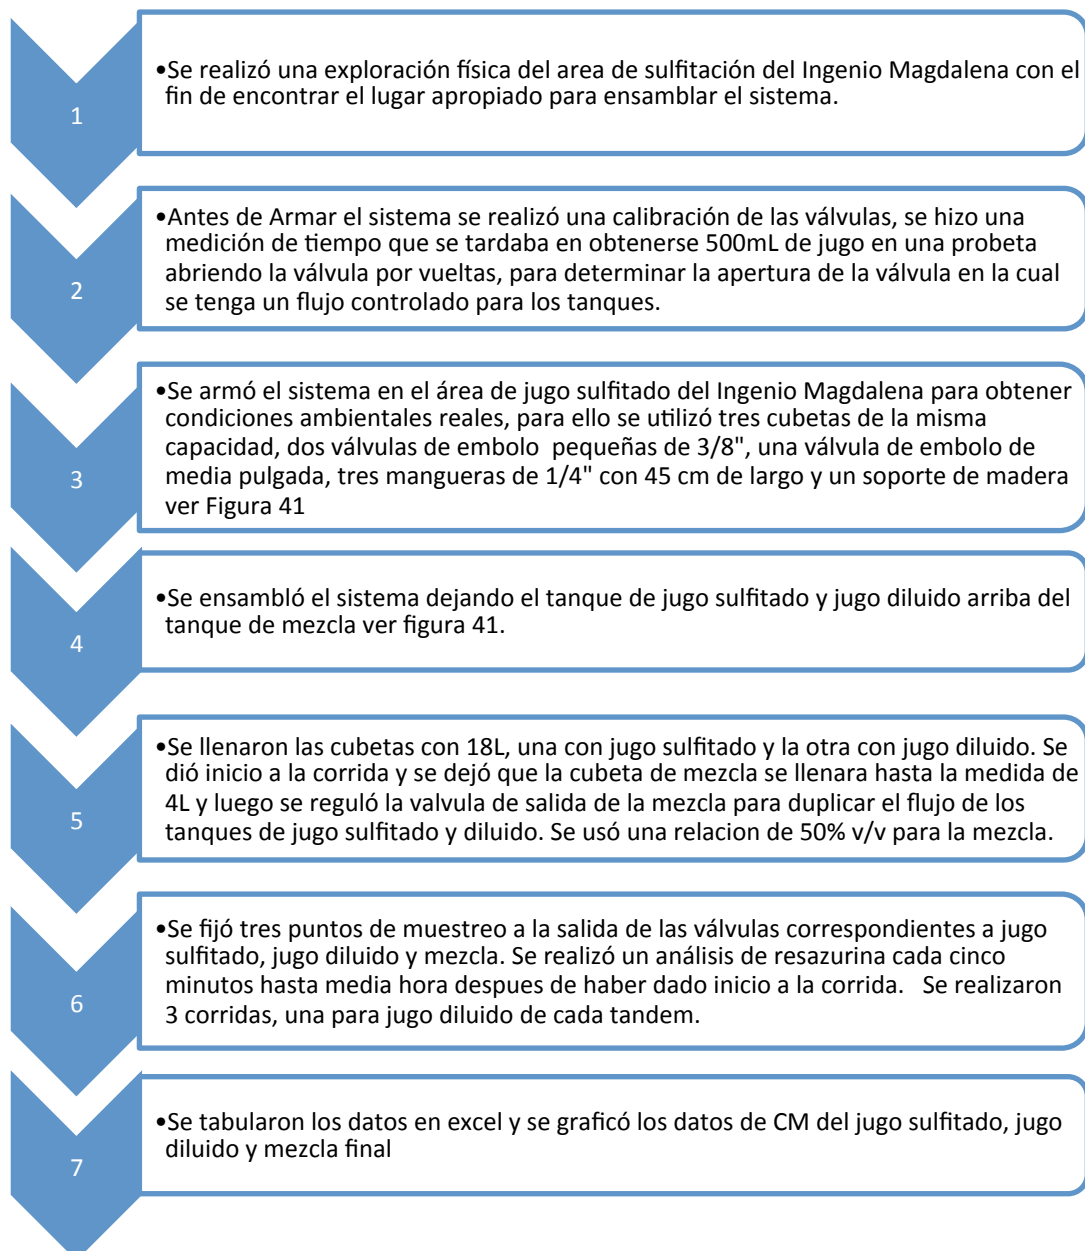 1
•Se realizó una exploración física del area de sulfitación del Ingenio Magdalena con el
fin de encontrar el lugar apropiado para ensamblar el sistema.
2
•Antes de Armar el sistema se realizó una calibración de las válvulas, se hizo una
medición de tiempo que se tardaba en obtenerse 500mL de jugo en una probeta
abriendo la válvula por vueltas, para determinar la apertura de la válvula en la cual
se tenga un flujo controlado para los tanques.
3
•Se armó el sistema en el área de jugo sulfitado del Ingenio Magdalena para obtener
condiciones ambientales reales, para ello se utilizó tres cubetas de la misma
capacidad, dos válvulas de embolo  pequeñas de 3/8", una válvula de embolo de
media pulgada, tres mangueras de 1/4" con 45 cm de largo y un soporte de madera
ver Figura 41
4
•Se ensambló el sistema dejando el tanque de jugo sulfitado y jugo diluido arriba del
tanque de mezcla ver figura 41.
5
•Se llenaron las cubetas con 18L, una con jugo sulfitado y la otra con jugo diluido. Se
dió inicio a la corrida y se dejó que la cubeta de mezcla se llenara hasta la medida de
4L y luego se reguló la valvula de salida de la mezcla para duplicar el flujo de los
tanques de jugo sulfitado y diluido. Se usó una relacion de 50% v/v para la mezcla.
6
•Se fijó tres puntos de muestreo a la salida de las válvulas correspondientes a jugo
sulfitado, jugo diluido y mezcla. Se realizó un análisis de resazurina cada cinco
minutos hasta media hora despues de haber dado inicio a la corrida.   Se realizaron
3 corridas, una para jugo diluido de cada tandem.
7
•Se tabularon los datos en excel y se graficó los datos de CM del jugo sulfitado, jugo
diluido y mezcla final